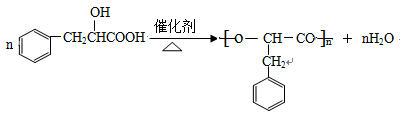 OH
n CH₂CHCOOH 催化剂 △ -[O-CH-CO]n- + nH₂O
CH₂↵